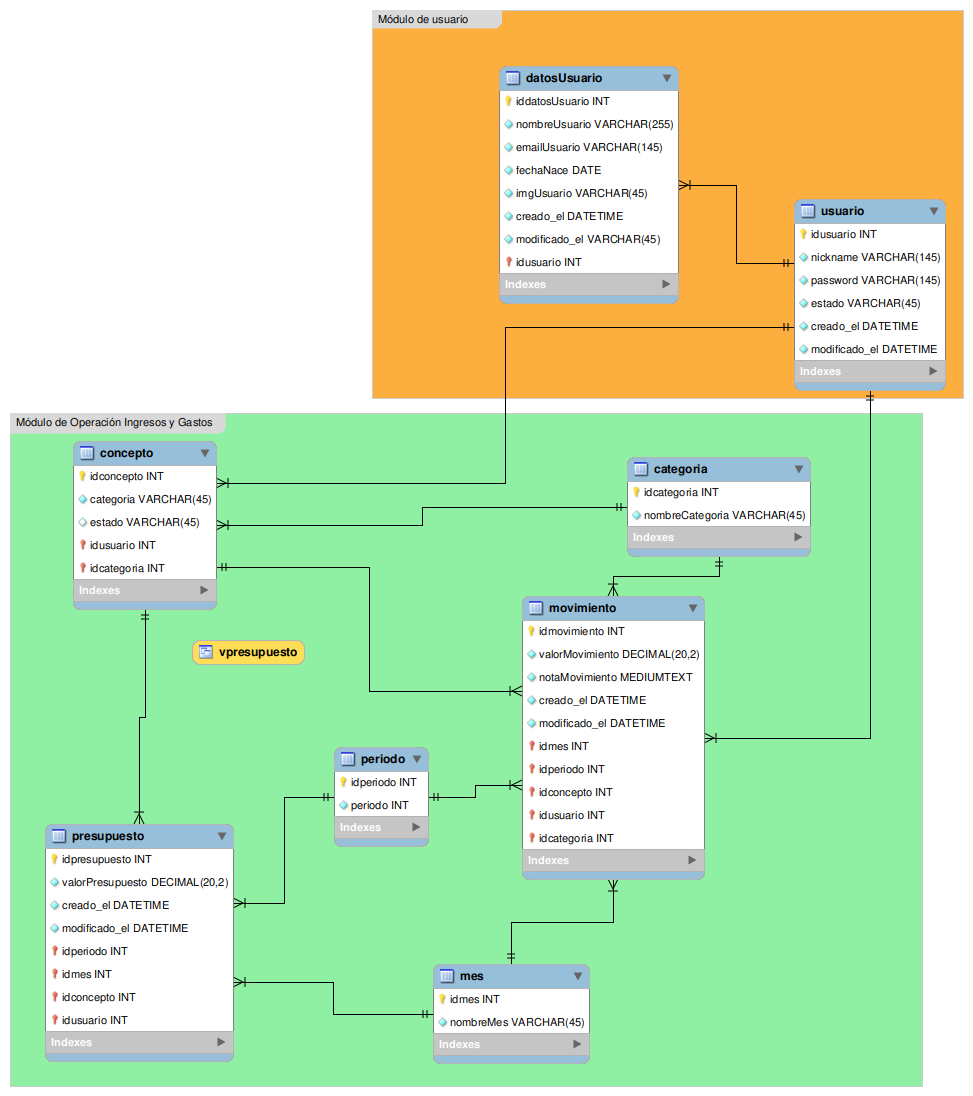 Módulo de usuario
datosUsuario
iddatosUsuario INT
nombreUsuario VARCHAR(255)
emailUsuario VARCHAR(145)
fechaNace DATE
imgUsuario VARCHAR(45)
creado_el DATETIME
modificado_el VARCHAR(45)
idusuario INT
Indexes
usuario
idusuario INT
nickname VARCHAR(145)
password VARCHAR(145)
estado VARCHAR(45)
creado_el DATETIME
modificado_el DATETIME
Indexes
Módulo de Operación Ingresos y Gastos
concepto
idconcepto INT
categoria VARCHAR(45)
estado VARCHAR(45)
idusuario INT
idcategoria INT
Indexes
categoria
idcategoria INT
nombreCategoria VARCHAR(45)
Indexes
vpresupuesto
movimiento
idmovimiento INT
valorMovimiento DECIMAL(20,2)
notaMovimiento MEDIUMTEXT
creado_el DATETIME
modificado_el DATETIME
idmes INT
idperiodo INT
idconcepto INT
idusuario INT
idcategoria INT
Indexes
periodo
idperiodo INT
periodo INT
Indexes
presupuesto
idpresupuesto INT
valorPresupuesto DECIMAL(20,2)
creado_el DATETIME
modificado_el DATETIME
idperiodo INT
idmes INT
idconcepto INT
idusuario INT
Indexes
mes
idmes INT
nombreMes VARCHAR(45)
Indexes